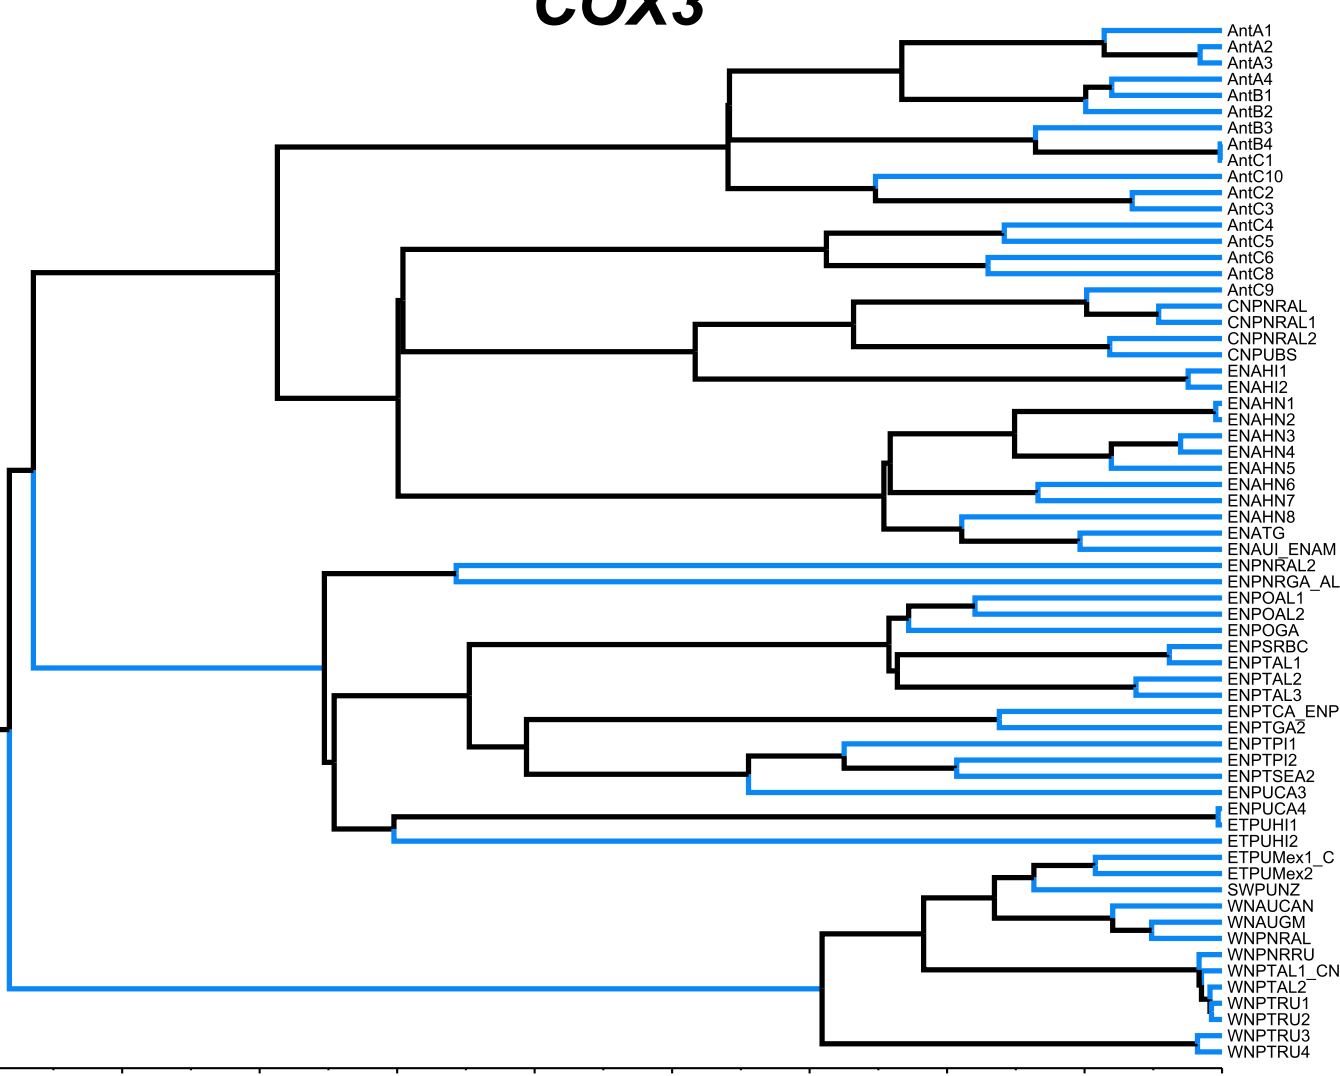 COX3
AntA1
AntA2
AntA3
AntA4
AntB1
AntB2
AntB3
AntB4
AntC1
AntC10
AntC2
AntC3
AntC4
AntC5
AntC6
AntC8
AntC9
CNPNRAL
CNPNRAL1
CNPNRAL2
CNPUBS
ENAHI1
ENAHI2
ENAHN1
ENAHN2
ENAHN3
ENAHN4
ENAHN5
ENAHN6
ENAHN7
ENAHN8
ENATG
ENAUI_ENAM
ENPNRAL2
ENPNRGA_AL
ENPOAL1
ENPOAL2
ENPOGA
ENPSRBC
ENPTAL1
ENPTAL2
ENPTAL3
ENPTCA_ENP
ENPTGA2
ENPTPI1
ENPTPI2
ENPTSEA2
ENPUCA3
ENPUCA4
ETPUHI1
ETPUHI2
ETPUMex1_C
ETPUMex2
SWPUNZ
WNAUCAN
WNAUGM
WNPNRAL
WNPNRRU
WNPTAL1_CN
WNPTAL2
WNPTRU1
WNPTRU2
WNPTRU3
WNPTRU4